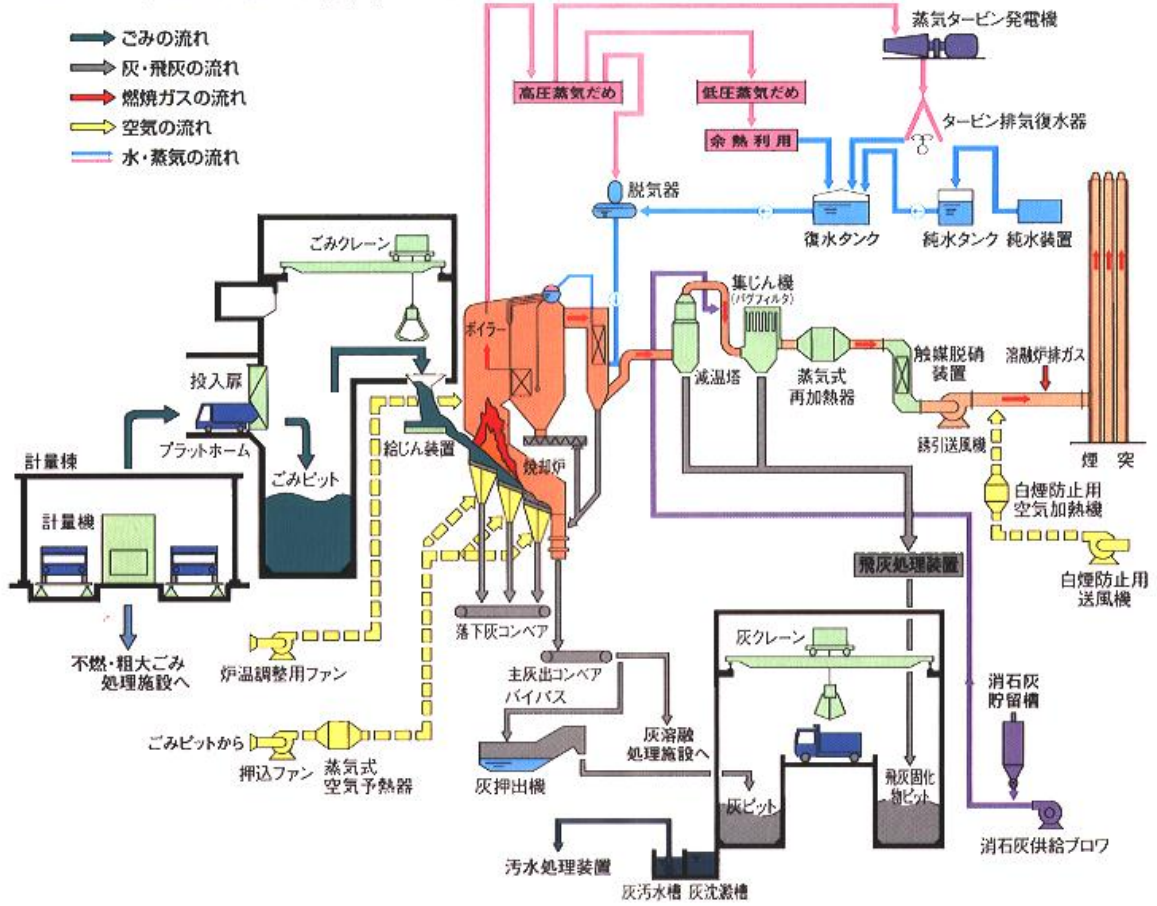 ごみの流れ
灰・飛灰の流れ
燃焼ガスの流れ
空気の流れ
水・蒸気の流れ
蒸気タービン発電機
高圧蒸気だめ
低圧蒸気だめ
余熱利用
タービン排気復水器
脱気器
復水タンク
純水タンク
純水装置
ごみクレーン
投入扉
プラットホーム
ごみピット
計量棟
計量機
不燃・粗大ごみ
処理施設へ
給じん装置
ボイラー
焼却炉
減温塔
集じん機
(バグフィルタ)
蒸気式
再加熱器
触媒脱硝
装置
溶融炉排ガス
誘引送風機
煙突
白煙防止用
空気加熱機
白煙防止用
送風機
飛灰処理装置
落下灰コンベア
炉温調整用ファン
主灰出コンベア
バイパス
灰溶融
処理施設へ
ごみピットから
押込ファン
蒸気式
空気予熱器
灰押出機
灰クレーン
灰ピット
飛灰固化
物ピット
消石灰
貯留槽
消石灰供給ブロワ
汚水処理装置
灰汚水槽
灰沈澱槽